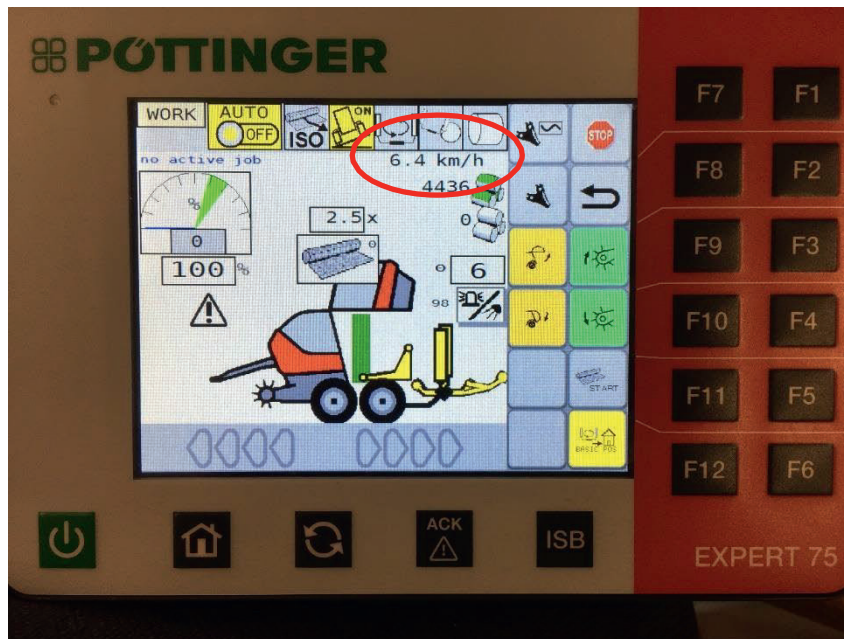 PÖTTINGER
WORK
AUTO
OFF
ISO
ON
no active job
6.4 km/h
4436
0
%
0
100 %
2.5 x
0
0
6
98
STOP
START
BASIC POS
F7
F1
F8
F2
F9
F3
F10
F4
F11
F5
F12
F6
ACK
ISB
EXPERT 75